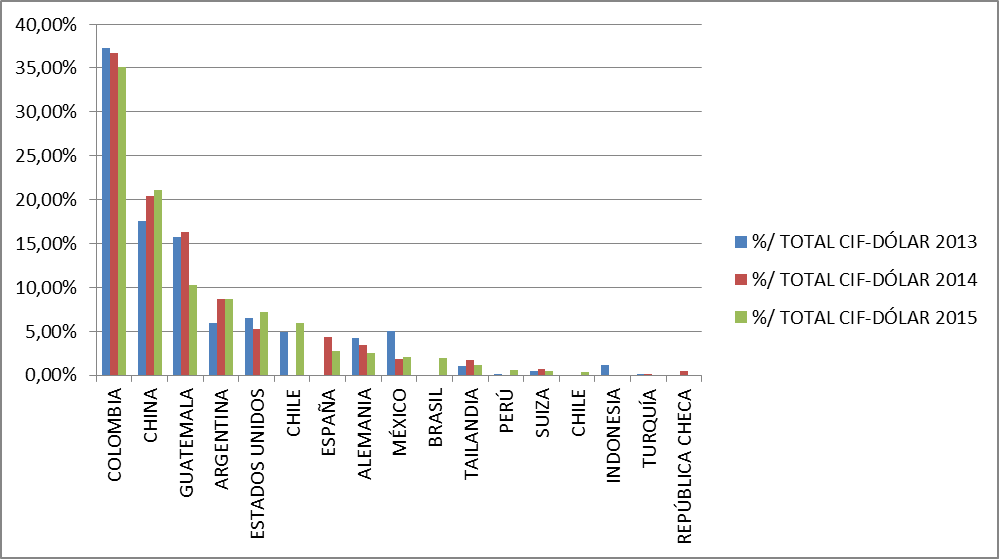 40,00%
35,00%
30,00%
25,00%
20,00%
15,00%
10,00%
5,00%
0,00%
COLOMBIA
CHINA
GUATEMALA
ARGENTINA
ESTADOS UNIDOS
CHILE
ESPAÑA
ALEMANIA
MÉXICO
BRASIL
TAILANDIA
PERÚ
SUIZA
CHILE
INDONESIA
TURQUÍA
REPÚBLICA CHECA
%/ TOTAL CIF-DÓLAR 2013
%/ TOTAL CIF-DÓLAR 2014
%/ TOTAL CIF-DÓLAR 2015